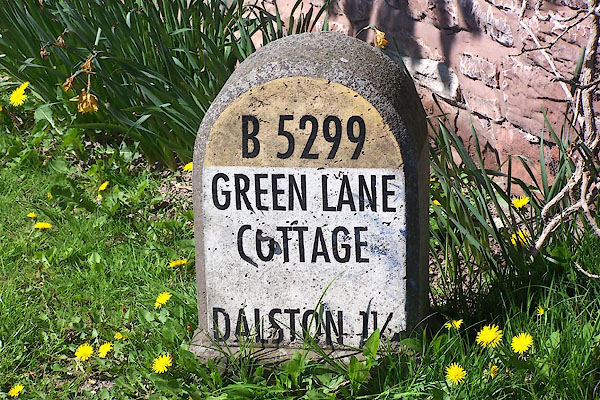 B 5299
GREEN LANE
COTTAGE
DALSTON 1¼